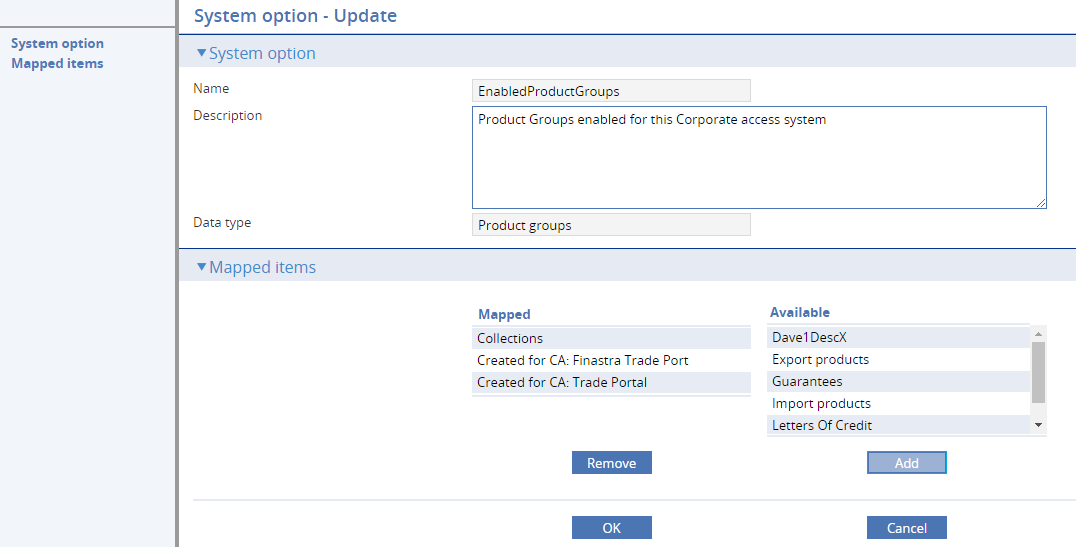 System option - Update
System option
Mapped items
System option
Name
EnabledProductGroups
Description
Product Groups enabled for this Corporate access system
Data type
Product groups
Mapped items
Mapped
Collections
Created for CA: Finastra Trade Port
Created for CA: Trade Portal
Available
Dave1DescX
Export products
Guarantees
Import products
Letters Of Credit
Remove
Add
OK
Cancel